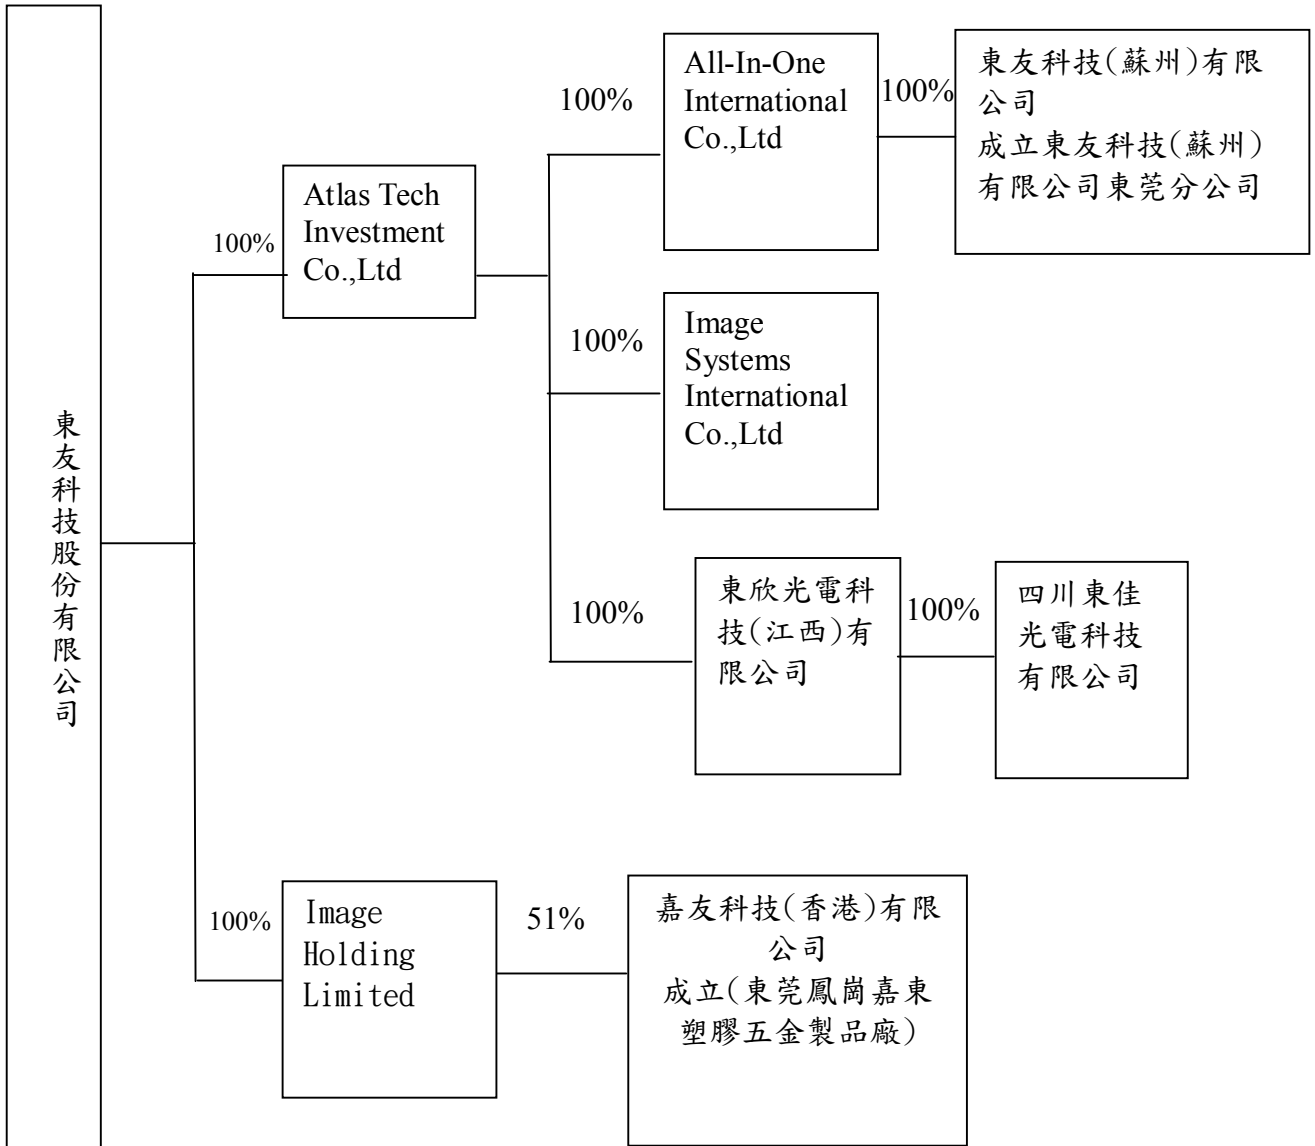 東友科技股份有限公司
100%
Atlas Tech
Investment
Co.,Ltd
100%
All-In-One
International
Co.,Ltd
100%
東友科技(蘇州)有限
公司
成立東友科技(蘇州)
有限公司東莞分公司
100%
Image
Systems
International
Co.,Ltd
100%
東欣光電科
技(江西)有
限公司
100%
四川東佳
光電科技
有限公司
100%
Image
Holding
Limited
51%
嘉友科技(香港)有限
公司
成立(東莞鳳崗嘉東
塑膠五金製品廠)